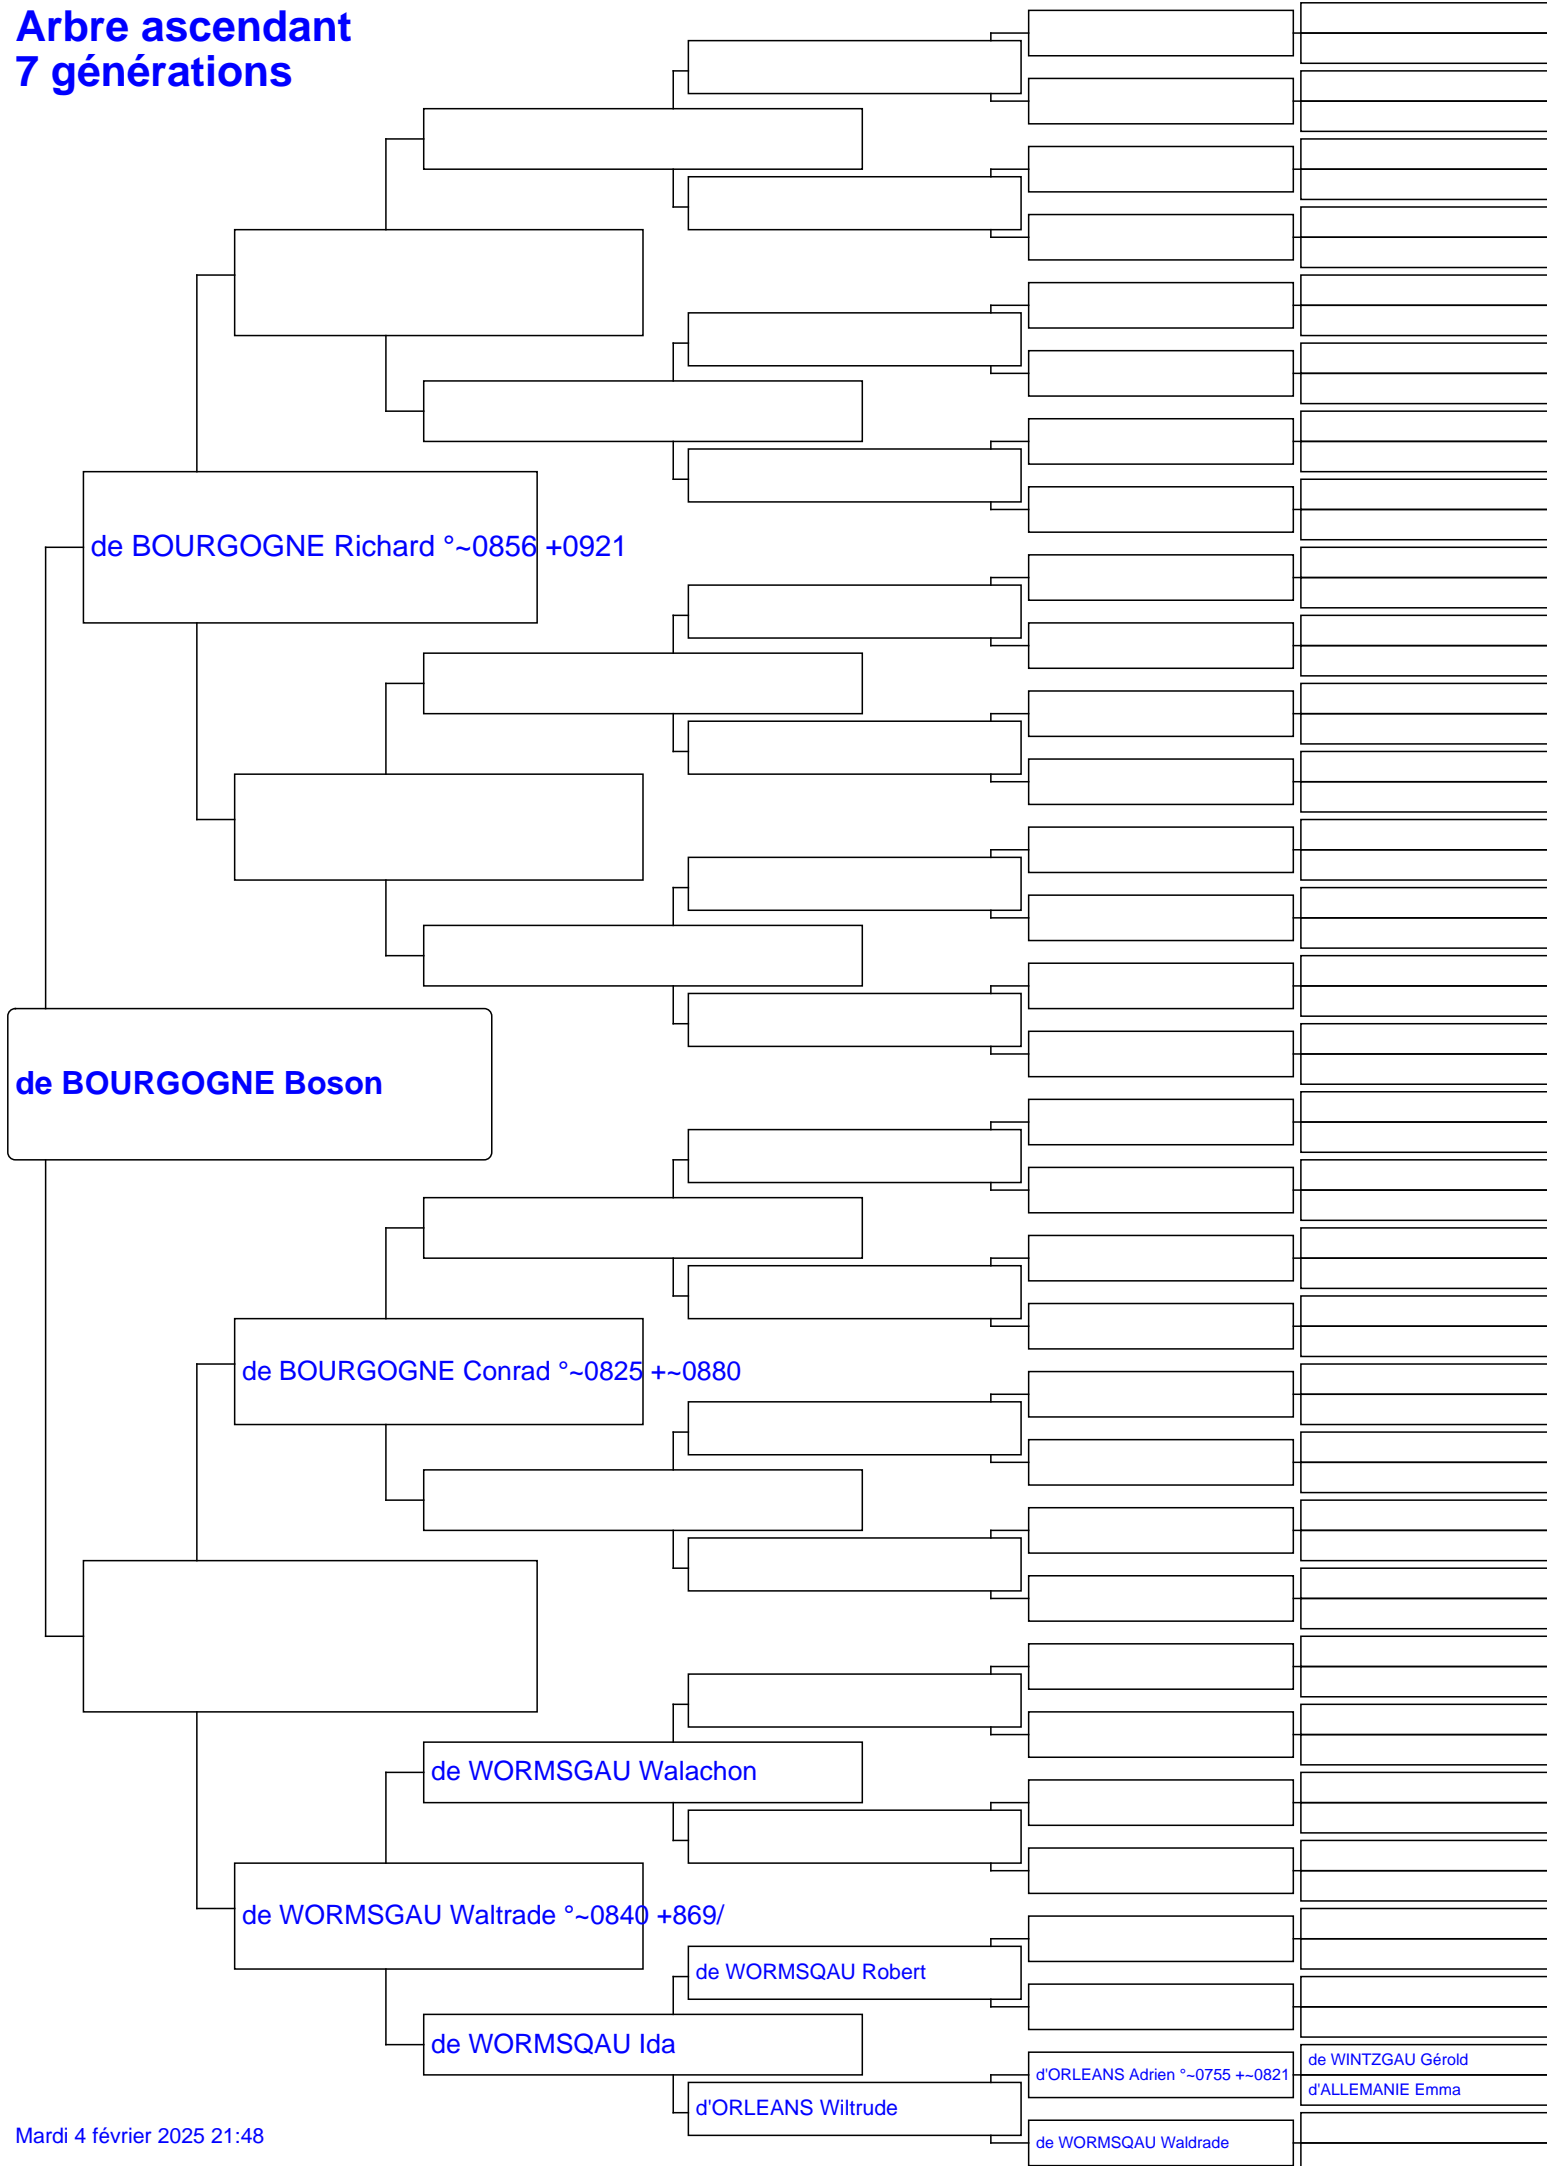 Arbre ascendant
7 générations
de BOURGOGNE Richard °~0856 +0921
de BOURGOGNE Boson
de BOURGOGNE Conrad °~0825 +~0880
de WORMSGAU Walachon
de WORMSGAU Waltrade °~0840 +869/
de WORMSQAU Robert
de WORMSQAU Ida
de WINTZGAU Gérold
d'ORLEANS Adrien °~0755 +~0821
d'ALLEMANIE Emma
d'ORLEANS Wiltrude
de WORMSQAU Waldrade
Mardi 4 février 2025 21:48